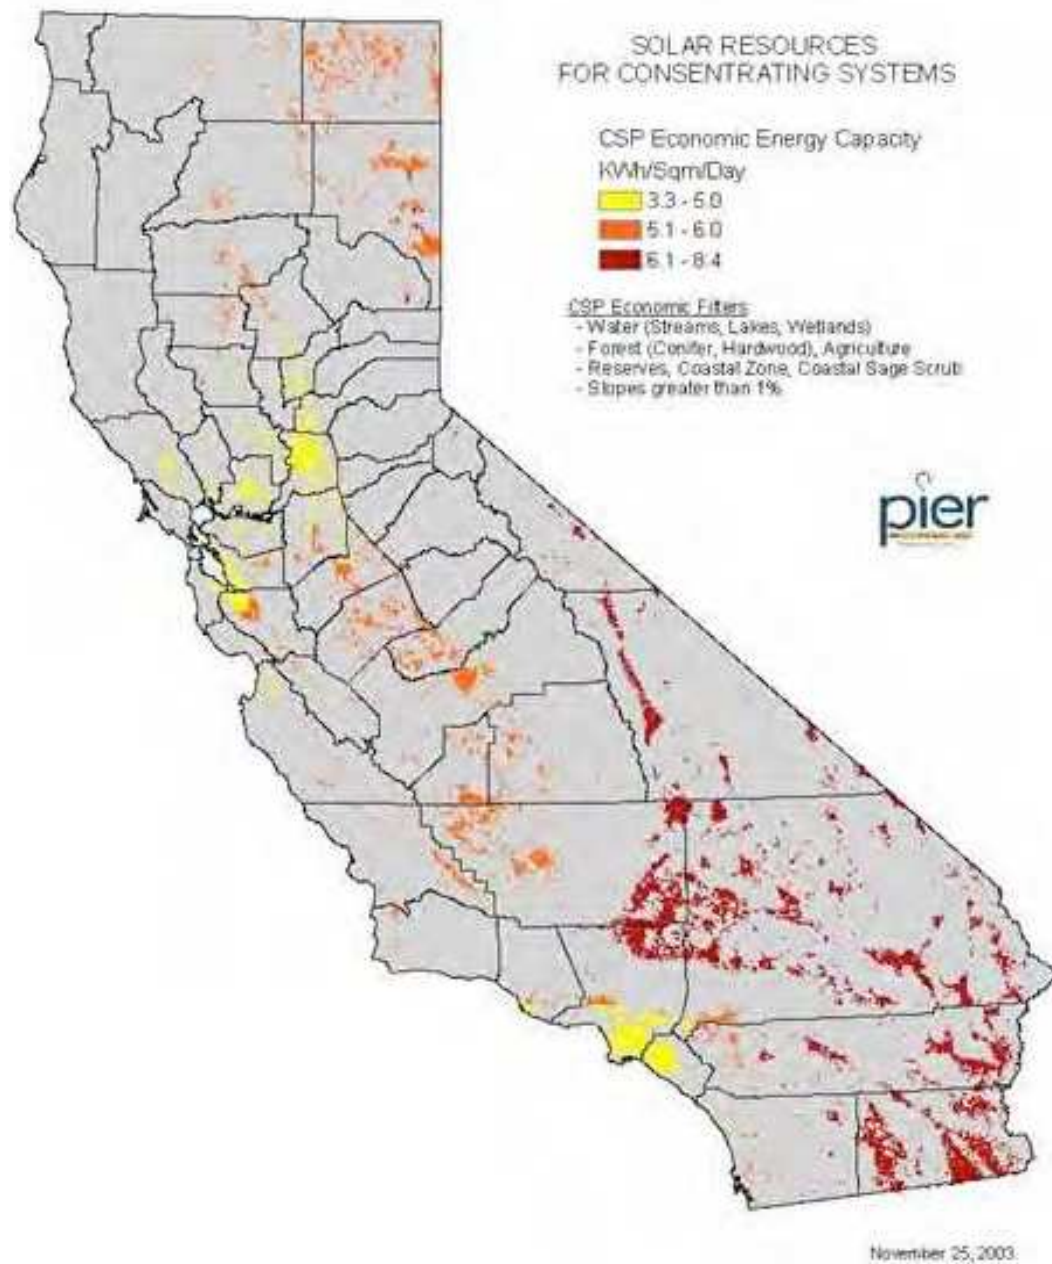 SOLAR RESOURCES
FOR CONSENTRATING SYSTEMS
CSP Economic Energy Capacity
KWh/Sqm/Day
3.3 - 5.0
5.1 - 6.0
6.1 - 8.4
CSP Economic Filters
- Water (Streams, Lakes, Wetlands)
- Forest (Conifer, Hardwood), Agriculture
- Reserves, Coastal Zone, Coastal Sage Scrub
- Slopes greater than 1%
pier
November 25, 2003